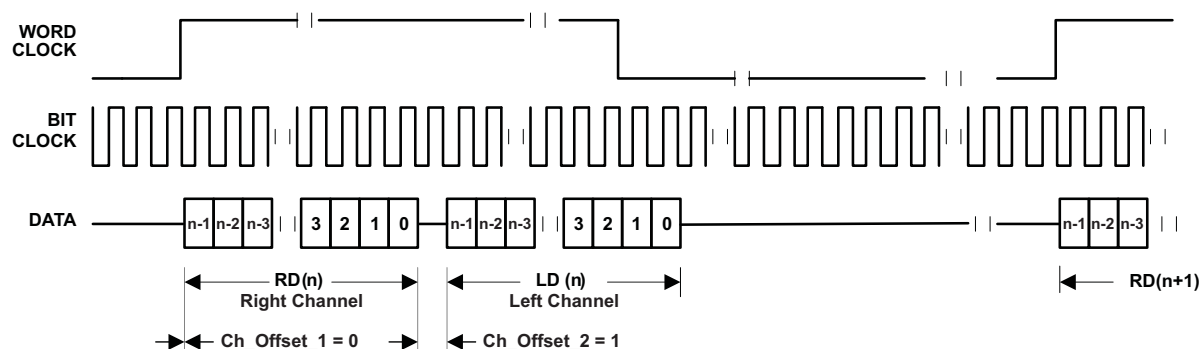 WORD
CLOCK
BIT
CLOCK
DATA
n-1 n-2 n-3 3 2 1 0 n-1 n-2 n-3 3 2 1 0 n-1 n-2 n-3
RD(n) LD (n) RD(n+1)
Right Channel Left Channel
Ch Offset 1 = 0 Ch Offset 2 = 1